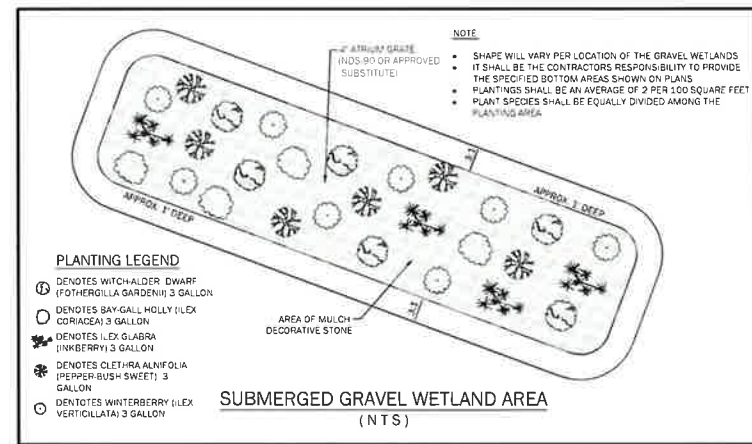 4" ATRIUM GRATE
(NDS 90 OR APPROVED
SUBSTITUTE)
NOTE
• SHAPE WILL VARY PER LOCATION OF THE GRAVEL WETLANDS
• IT SHALL BE THE CONTRACTORS RESPONSIBILITY TO PROVIDE
THE SPECIFIED BOTTOM AREAS SHOWN ON PLANS
• PLANTINGS SHALL BE AN AVERAGE OF 2 PER 100 SQUARE FEET
• PLANT SPECIES SHALL BE EQUALLY DIVIDED AMONG THE
PLANTING AREA
3:1
APPROX 1' DEEP
APPROX 1' DEEP
3:1
AREA OF MULCH
DECORATIVE STONE
PLANTING LEGEND
DENOTES WITCH-ALDER DWARF
(FOTHERGILLA GARDENII) 3 GALLON
DENOTES BAY-GALL HOLLY (ILEX
CORIACEA) 3 GALLON
DENOTES ILEX GLABRA
(INKBERRY) 3 GALLON
DENOTES CLETHRA ALNIFOLIA
(PEPPER-BUSH SWEET) 3
GALLON
DENTOTES WINTERBERRY (ILEX
VERTICILLATA) 3 GALLON
SUBMERGED GRAVEL WETLAND AREA
(NTS)